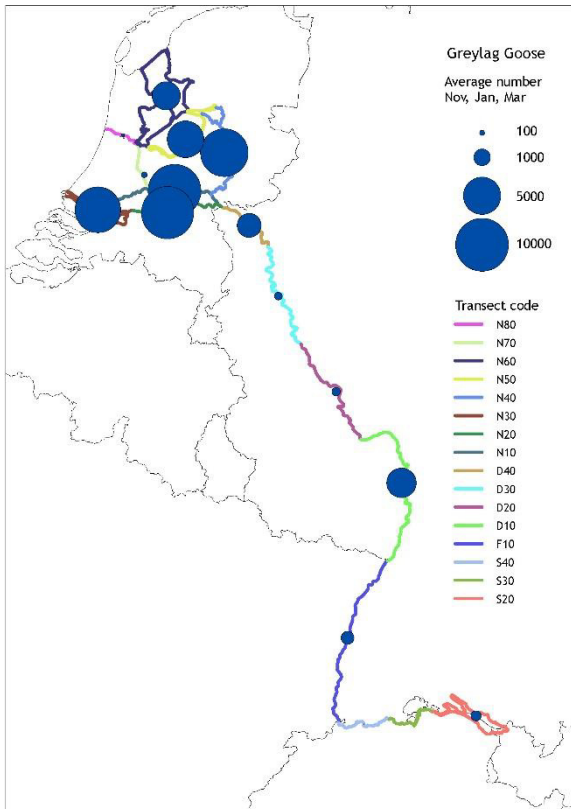 Greylag Goose
Average number
Nov, Jan, Mar
100
1000
5000
10000
Transect code
N80
N70
N60
N50
N40
N30
N20
N10
D40
D30
D20
D10
F10
S40
S30
S20